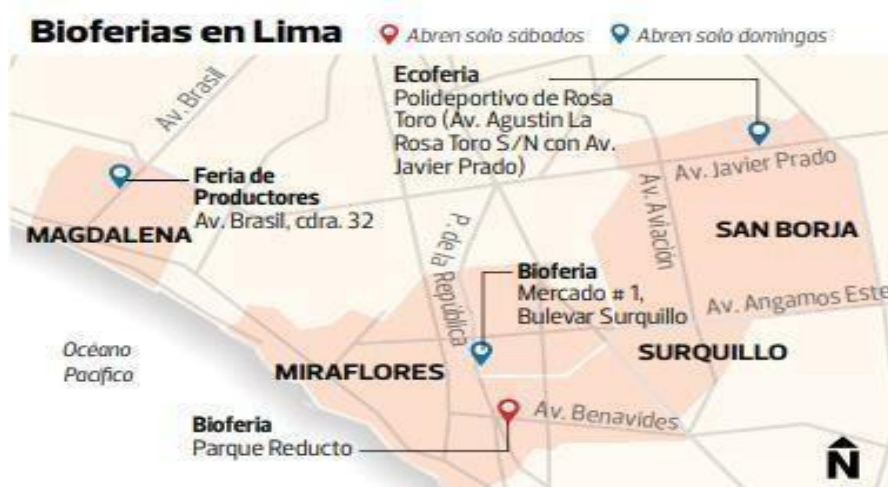 Bioferias en Lima
Abren solo sábados
Abren solo domingos
Ecoferia
Polideportivo de Rosa
Toro (Av. Agustin La
Rosa Toro S/N con Av.
Javier Prado)
Av. Brasil
Feria de
Productores
Av. Brasil, cdra. 32
MAGDALENA
Av. Javier Prado
Av. Aviación
SAN BORJA
P. de la República
Bioferia
Mercado # 1,
Bulevar Surquillo
Av. Angamos Este
Océano
Pacífico
MIRAFLORES
SURQUILLO
Av. Benavides
Bioferia
Parque Reducto
N